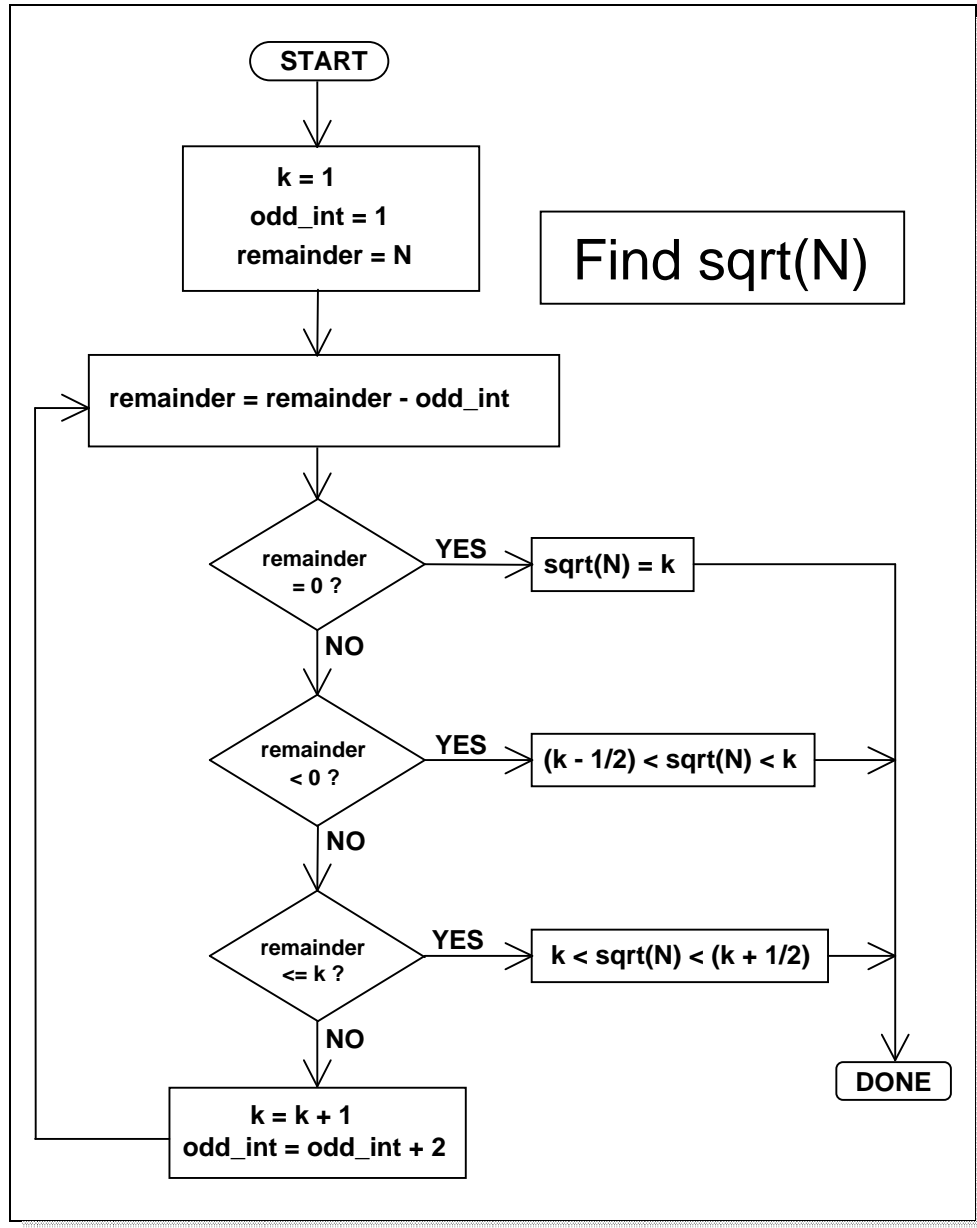 START
k = 1
odd_int = 1
remainder = N
Find sqrt(N)
remainder = remainder - odd_int
remainder
= 0 ?
YES
sqrt(N) = k
NO
remainder
< 0 ?
YES
(k - 1/2) < sqrt(N) < k
NO
remainder
<= k ?
YES
k < sqrt(N) < (k + 1/2)
NO
DONE
k = k + 1
odd_int = odd_int + 2